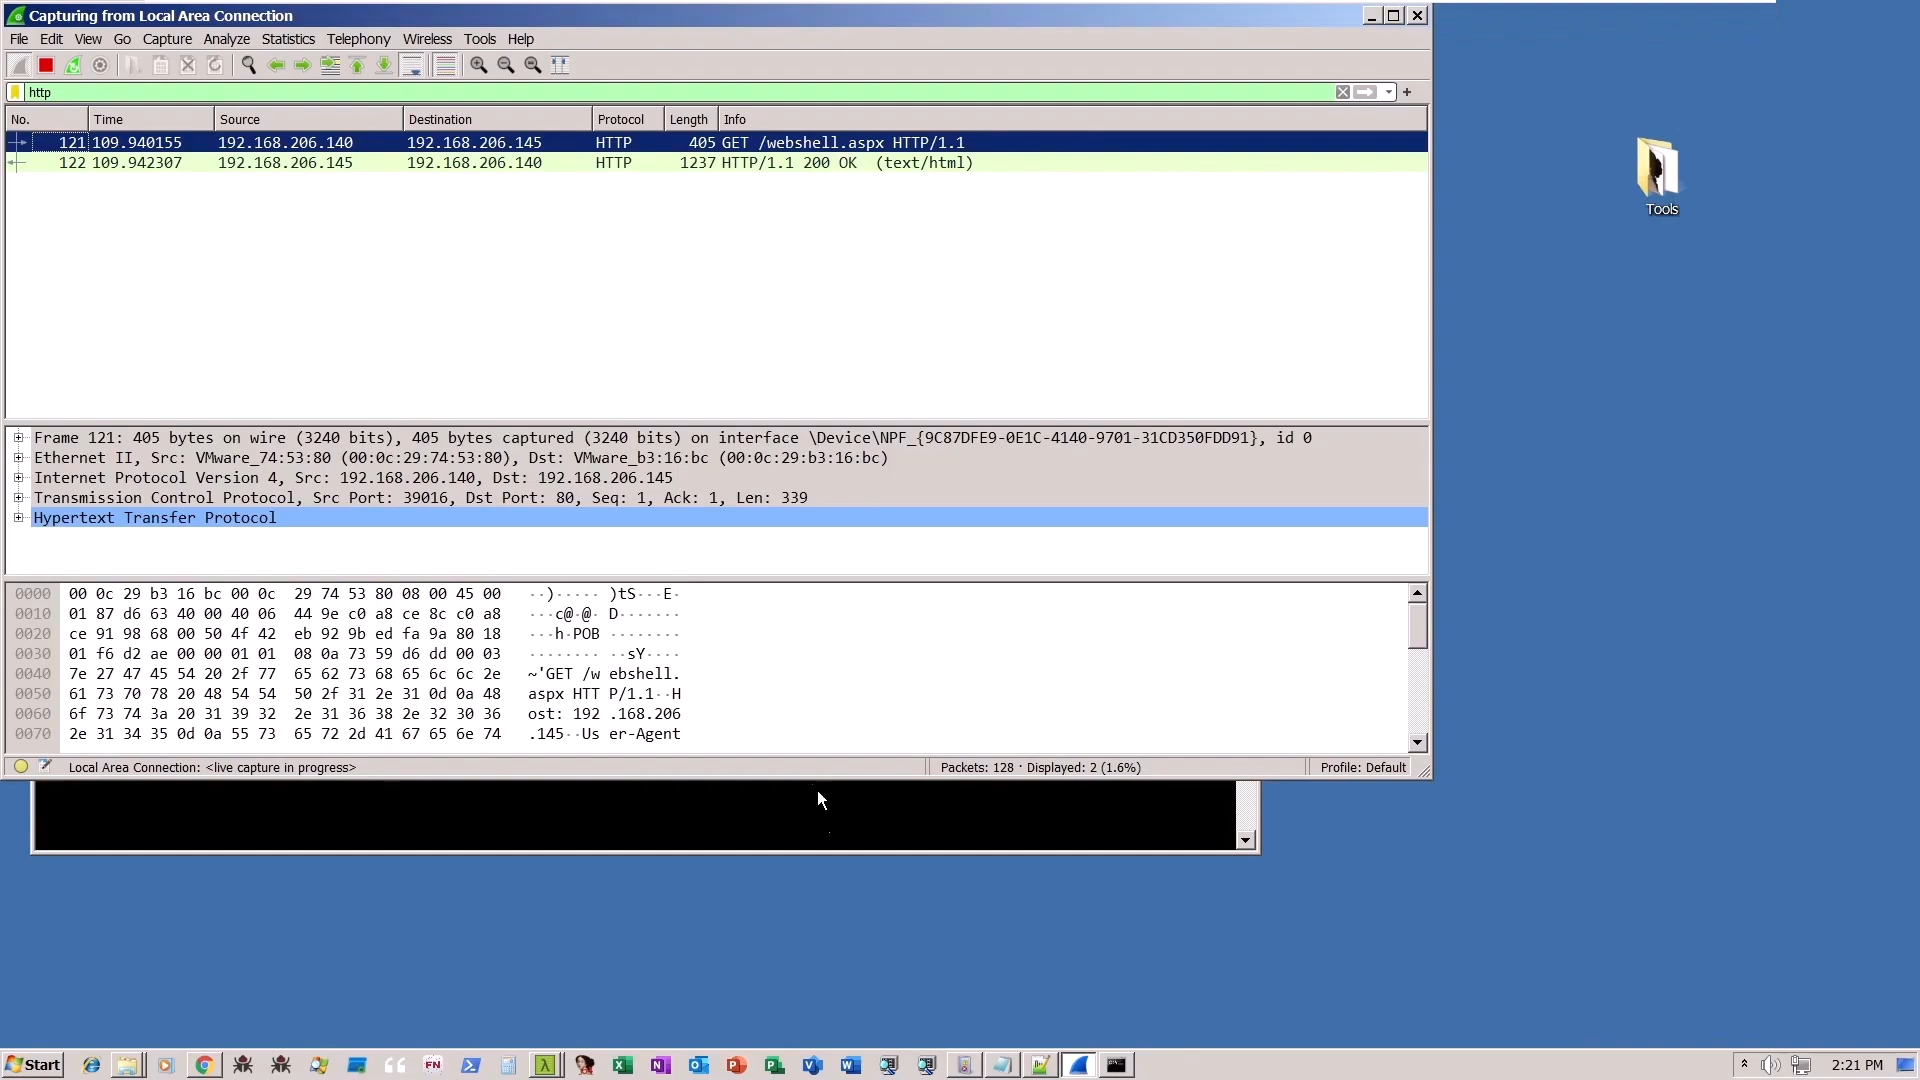 Capturing from Local Area Connection
File Edit View Go Capture Analyze Statistics Telephony Wireless Tools Help
http
No. Time Source Destination Protocol Length Info
121 109.940155 192.168.206.140 192.168.206.145 HTTP 405 GET /webshell.aspx HTTP/1.1
122 109.942307 192.168.206.145 192.168.206.140 HTTP 1237 HTTP/1.1 200 OK (text/html)
Tools
Frame 121: 405 bytes on wire (3240 bits), 405 bytes captured (3240 bits) on interface \Device\NPF_{9C87DFE9-0E1C-4140-9701-31CD350FDD91}, id 0
Ethernet II, Src: VMware_74:53:80 (00:0c:29:74:53:80), Dst: VMware_b3:16:bc (00:0c:29:b3:16:bc)
Internet Protocol Version 4, Src: 192.168.206.140, Dst: 192.168.206.145
Transmission Control Protocol, Src Port: 39016, Dst Port: 80, Seq: 1, Ack: 1, Len: 339
Hypertext Transfer Protocol
0000 00 0c 29 b3 16 bc 00 0c 29 74 53 80 08 00 45 00 ··)····· )tS···E·
0010 01 87 d6 63 40 00 40 06 44 9e c0 a8 ce 8c c0 a8 ···c@·@· D·······
0020 ce 91 98 68 00 50 4f 42 eb 92 9b ed fa 9a 80 18 ···h·POB ········
0030 01 f6 d2 ae 00 00 01 01 08 0a 73 59 d6 dd 00 03 ········ ··sY····
0040 7e 27 47 45 54 20 2f 77 65 62 73 68 65 6c 6c 2e ~'GET /w ebshell.
0050 61 73 70 78 20 48 54 54 50 2f 31 2e 31 0d 0a 48 aspx HTT P/1.1··H
0060 6f 73 74 3a 20 31 39 32 2e 31 36 38 2e 32 30 36 ost: 192 .168.206
0070 2e 31 34 35 0d 0a 55 73 65 72 2d 41 67 65 6e 74 .145··Us er-Agent
Local Area Connection: <live capture in progress> Packets: 128 · Displayed: 2 (1.6%) Profile: Default
Start FN 2:21 PM